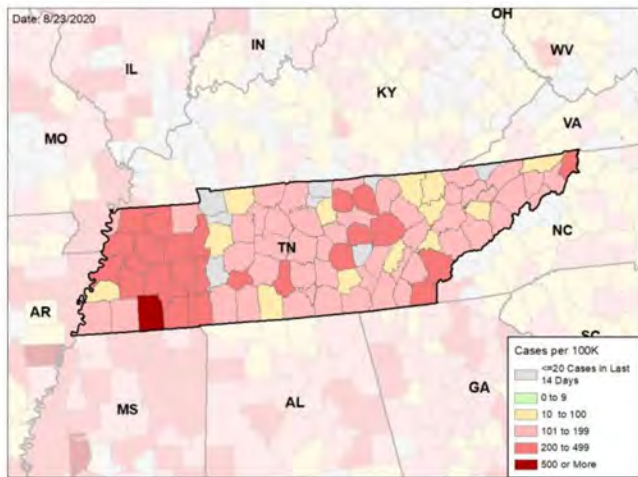 Date: 8/23/2020
OH
IN
WV
IL
KY
MO
VA
TN
NC
AR
SC
MS
AL
GA
Cases per 100K
<=20 Cases in Last
14 Days
0 to 9
10 to 100
101 to 199
200 to 499
500 or More